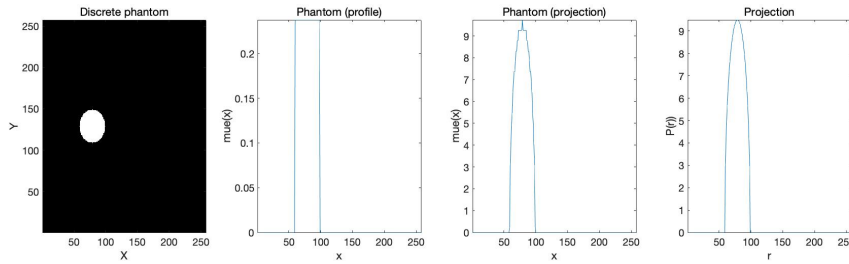 Discrete phantom
250
200
150
100
50
50 100 150 200 250
X
Y
Phantom (profile)
0.2
0.15
0.1
0.05
0
50 100 150 200 250
x
mue(x)
Phantom (projection)
9
8
7
6
5
4
3
2
1
0
50 100 150 200 250
x
mue(x)
Projection
9
8
7
6
5
4
3
2
1
0
50 100 150 200 250
r
P(r))